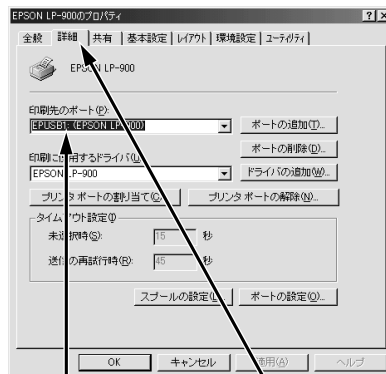 EPSON LP-900のプロパティ
全般 詳細 共有 基本設定 レイアウト 環境設定 ユーティリティ
EPSON LP-900
印刷先のポート(P):
EPUSB1: (EPSON LP-900) ポートの追加(T)...
ポートの削除(D)...
印刷に使用するドライバ(U):
EPSON LP-900 ドライバの追加(W)...
プリンタ ポートの割り当て(C)... プリンタ ポートの解除(N)...
タイムアウト設定
未選択時(S): 15 秒
送信の再試行時(R): 45 秒
スプールの設定(L)... ポートの設定(O)...
OK キャンセル 適用(A) ヘルプ